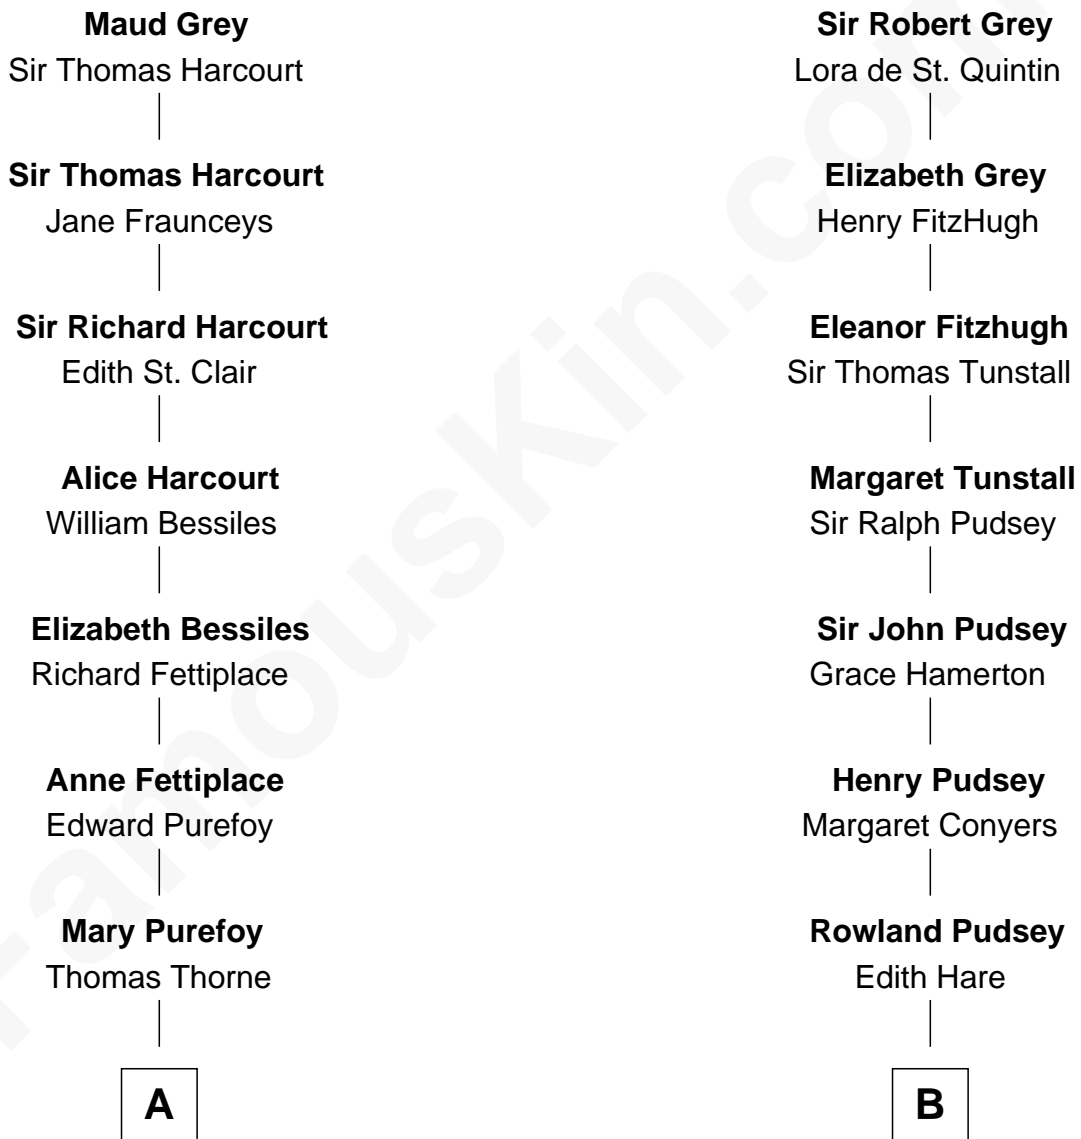 Maud Grey
Sir Thomas Harcourt
Sir Thomas Harcourt
Jane Fraunceys
Sir Richard Harcourt
Edith St. Clair
Alice Harcourt
William Bessiles
Elizabeth Bessiles
Richard Fettiplace
Anne Fettiplace
Edward Purefoy
Mary Purefoy
Thomas Thorne
A
Sir Robert Grey
Lora de St. Quintin
Elizabeth Grey
Henry FitzHugh
Eleanor Fitzhugh
Sir Thomas Tunstall
Margaret Tunstall
Sir Ralph Pudsey
Sir John Pudsey
Grace Hamerton
Henry Pudsey
Margaret Conyers
Rowland Pudsey
Edith Hare
B
FamousKin.com